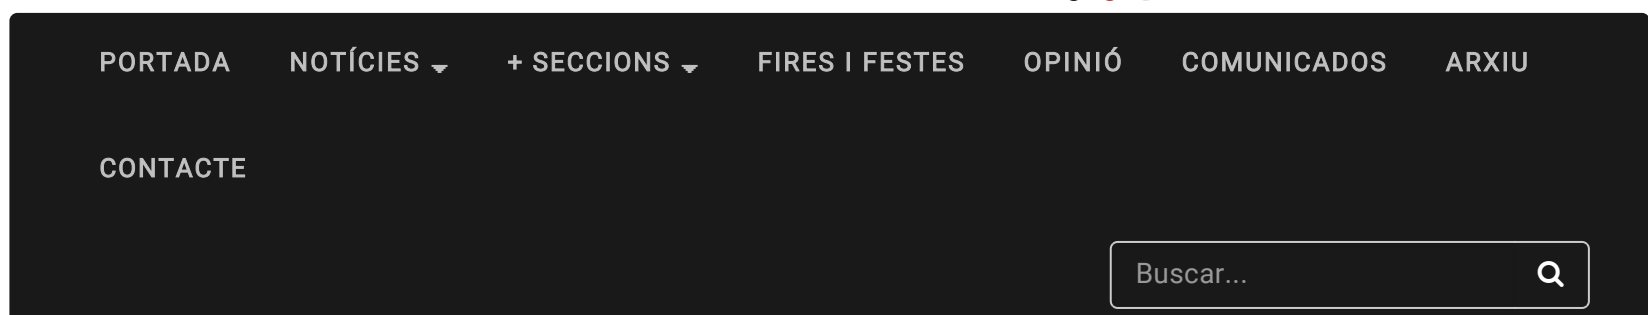 PORTADA NOTÍCIES + SECCIONS FIRES I FESTES OPINIÓ COMUNICADOS ARXIU
CONTACTE
Buscar...